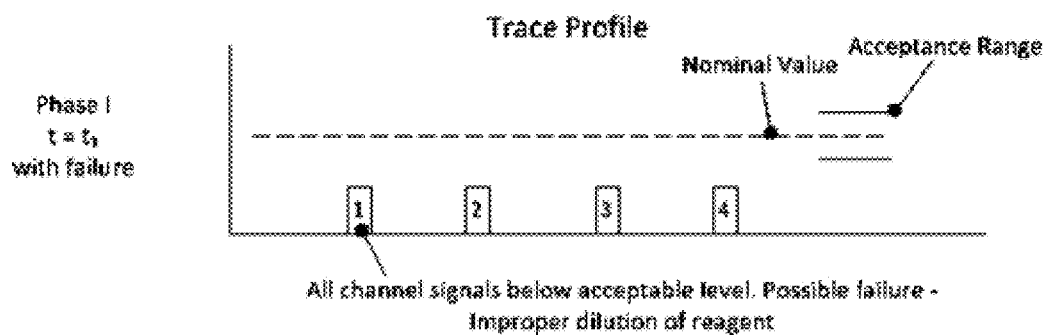 Trace Profile
Acceptance Range
Nominal Value
Phase I
t = t₁
with failure
1
2
3
4
All channel signals below acceptable level. Possible failure -
Improper dilution of reagent